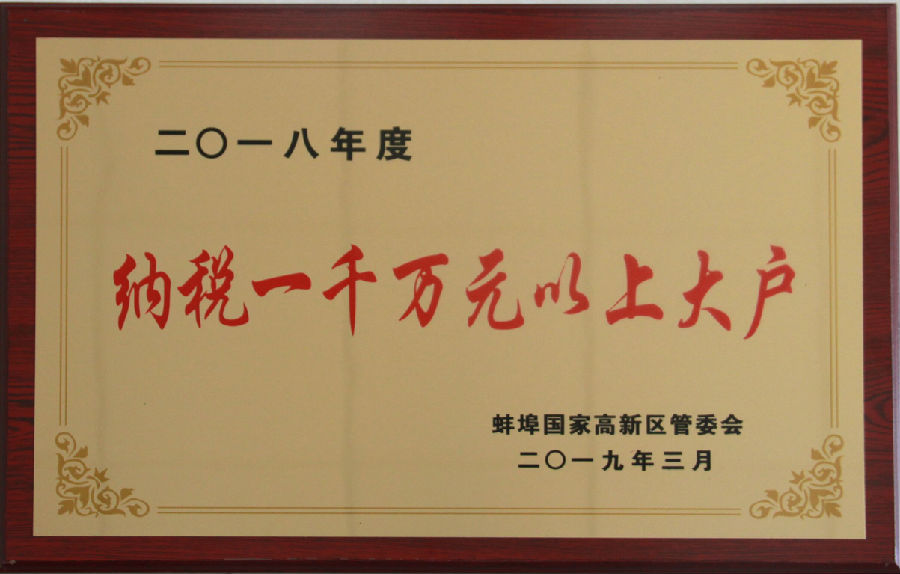 二〇一八年度
纳税一千万元以上大户
蚌埠国家高新区管委会
二〇一九年三月